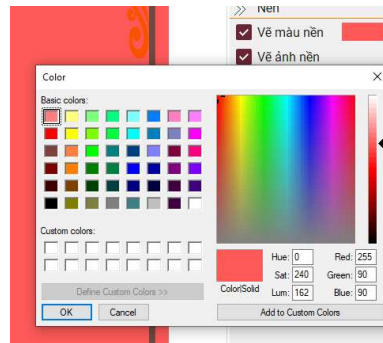 Nền
Vẽ màu nền
Vẽ ảnh nền
Color
Basic colors:
Custom colors:
Define Custom Colors >>
OK
Cancel
Color|Solid
Hue: 0
Sat: 240
Lum: 162
Red: 255
Green: 90
Blue: 90
Add to Custom Colors